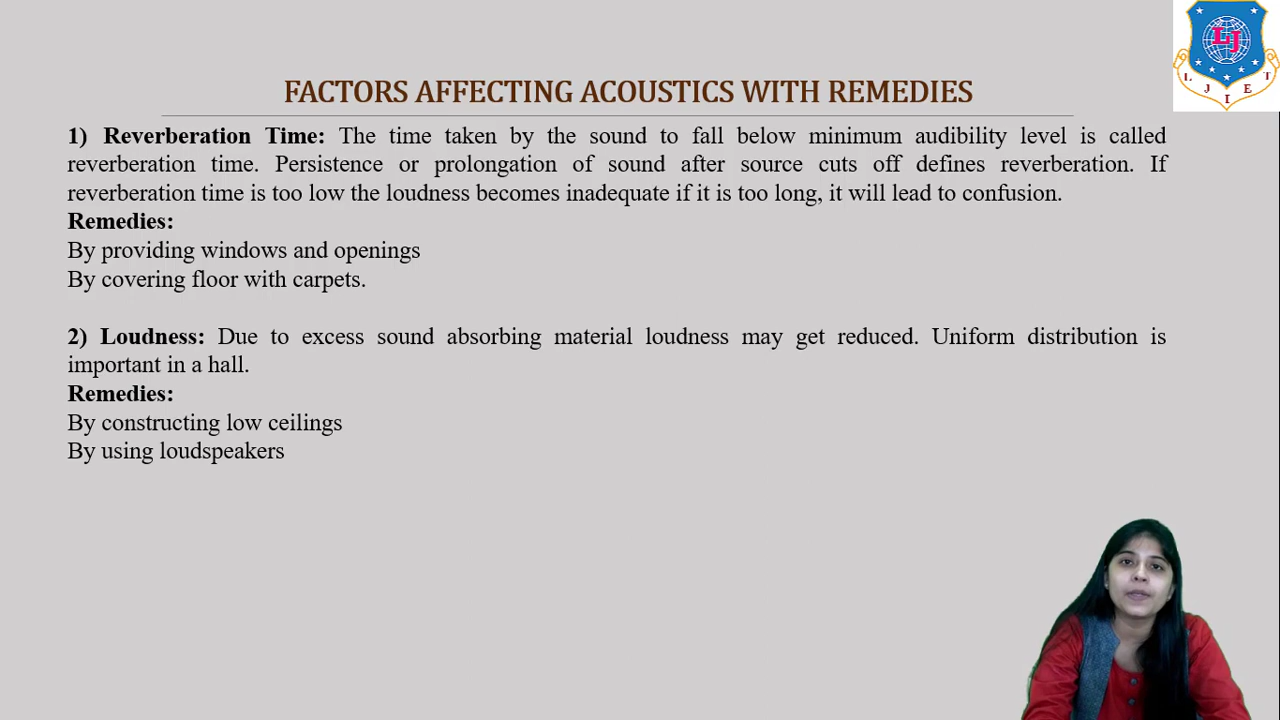 FACTORS AFFECTING ACOUSTICS WITH REMEDIES
1) Reverberation Time: The time taken by the sound to fall below minimum audibility level is called
reverberation time. Persistence or prolongation of sound after source cuts off defines reverberation. If
reverberation time is too low the loudness becomes inadequate if it is too long, it will lead to confusion.
Remedies:
By providing windows and openings
By covering floor with carpets.
2) Loudness: Due to excess sound absorbing material loudness may get reduced. Uniform distribution is
important in a hall.
Remedies:
By constructing low ceilings
By using loudspeakers
LJ
L J I E T